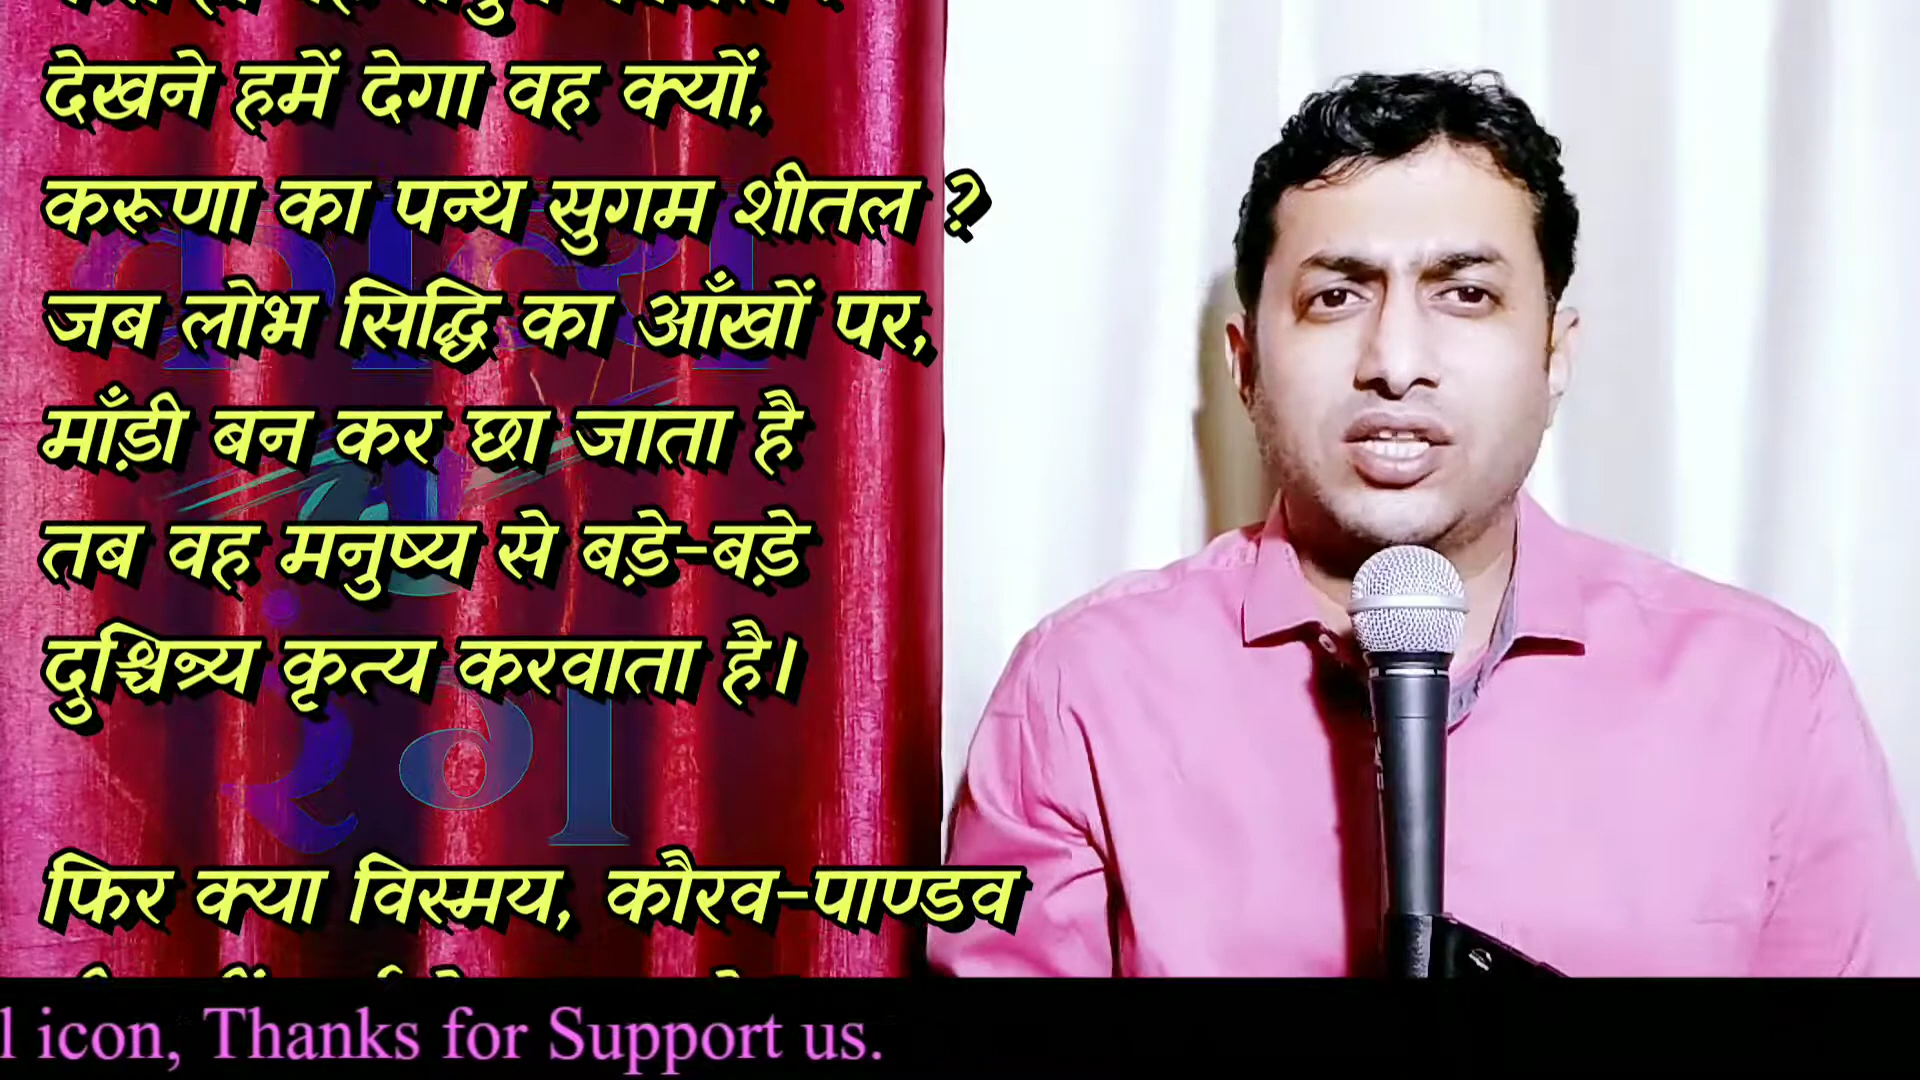 देखने हमें देगा वह क्यों,
करूणा का पन्थ सुगम शीतल ?
जब लोभ सिद्धि का आँखों पर,
माँड़ी बन कर छा जाता है
तब वह मनुष्य से बड़े-बड़े
दुश्चिन्त्य कृत्य करवाता है।
फिर क्या विस्मय, कौरव-पाण्डव
काव्य
रंग
l icon, Thanks for Support us.